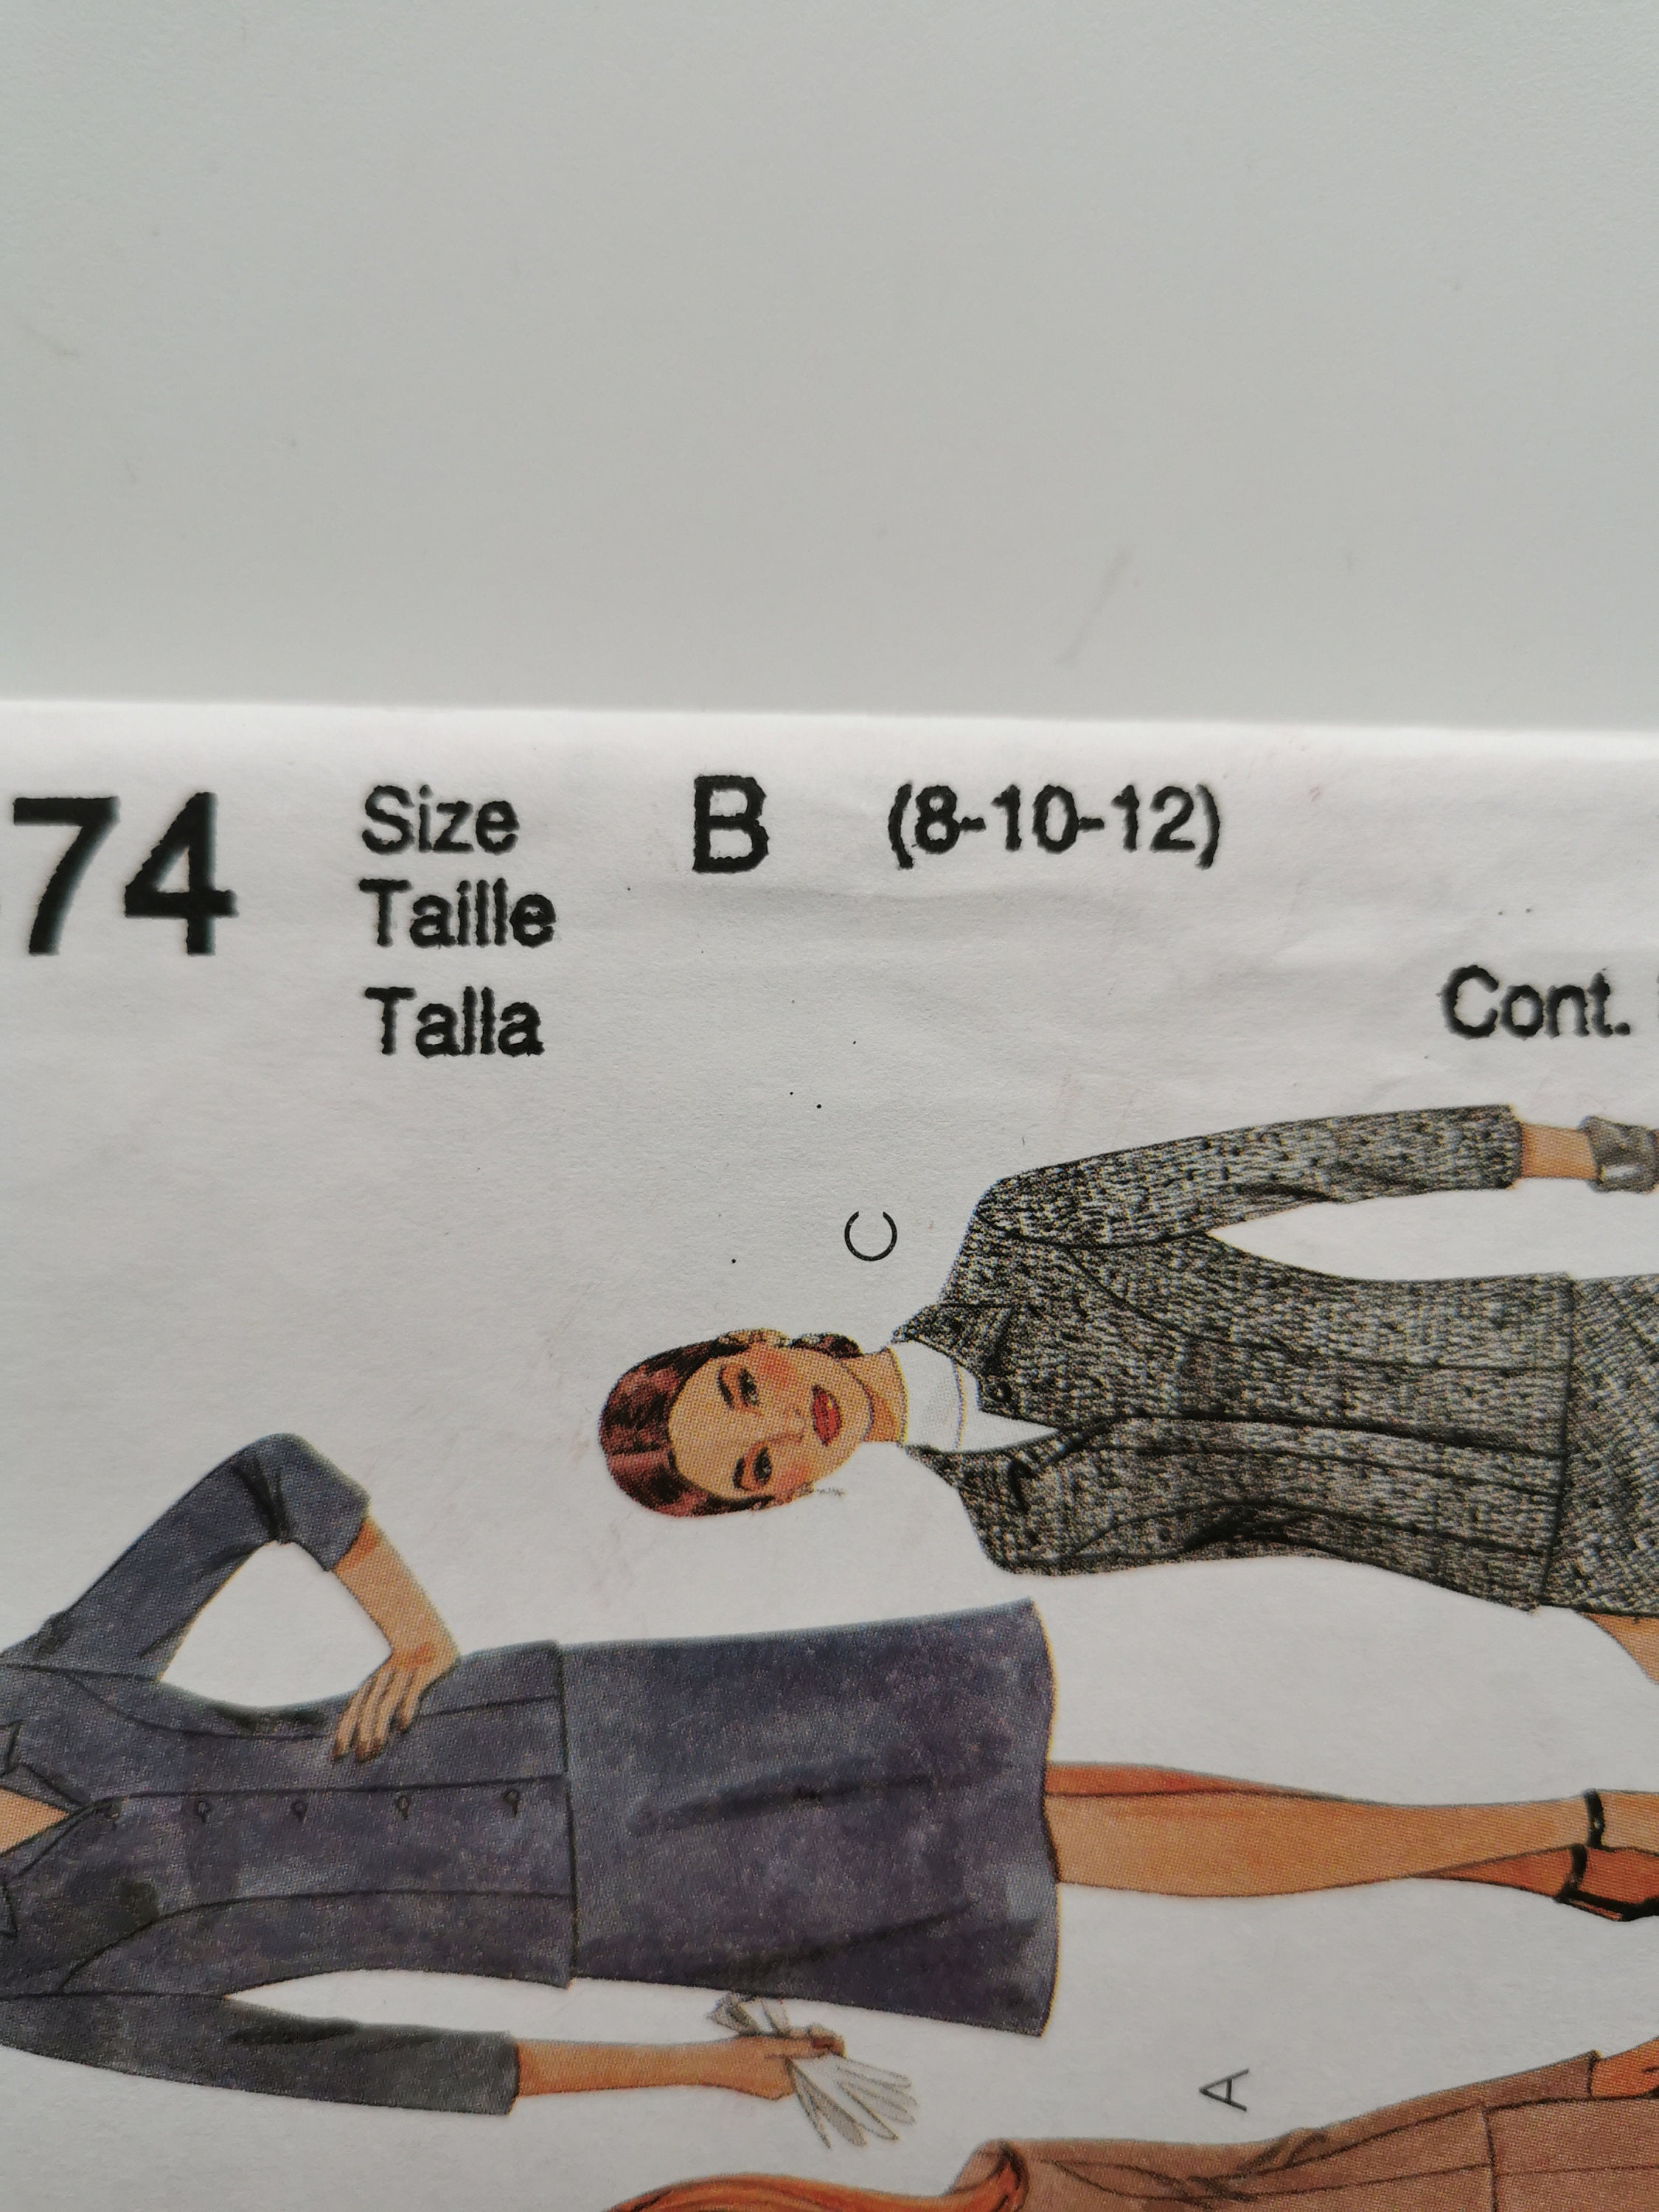 74 Size B (8-10-12)
Taille
Talla
Cont.
C
A